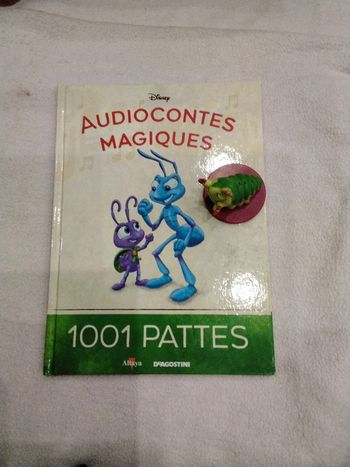 Disney
AUDIOCONTES
MAGIQUES
1001 PATTES
Altaya
DeAGOSTINI